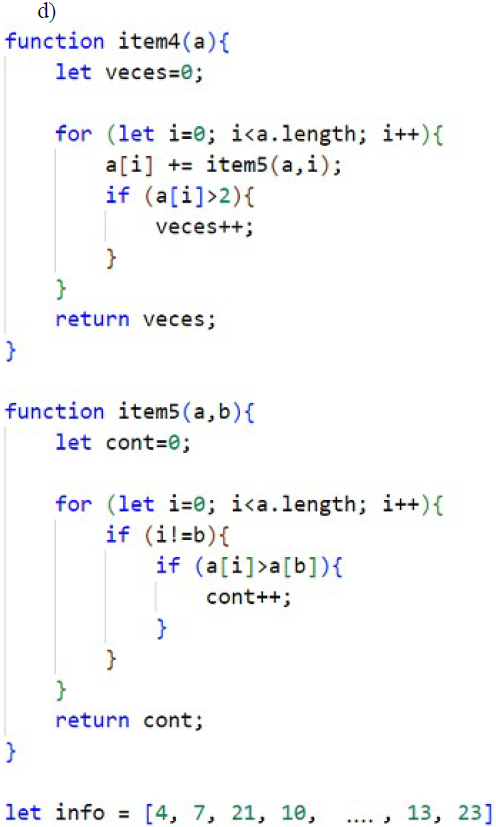 d)
function item4(a){
let veces=0;
for (let i=0; i<a.length; i++){
a[i] += item5(a,i);
if (a[i]>2){
veces++;
}
}
return veces;
}
function item5(a,b){
let cont=0;
for (let i=0; i<a.length; i++){
if (i!=b){
if (a[i]>a[b]){
cont++;
}
}
}
return cont;
}
let info = [4, 7, 21, 10, .... , 13, 23]